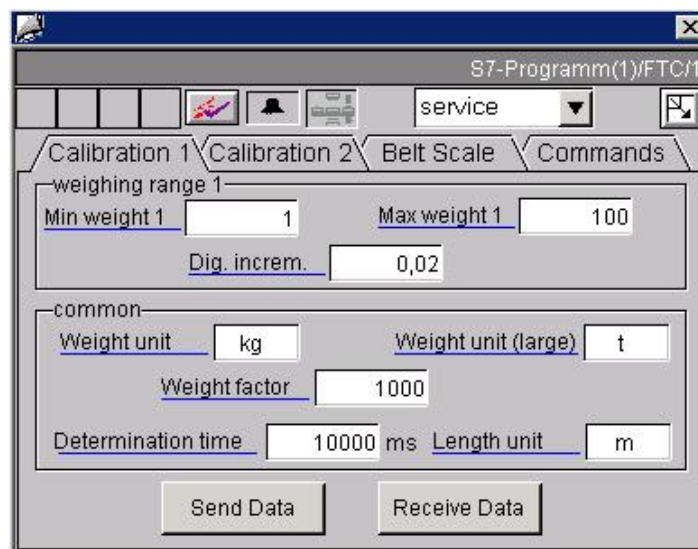 S7-Programm(1)/FTC/1
service
Calibration 1 Calibration 2 Belt Scale Commands
weighing range 1
Min weight 1 1 Max weight 1 100
Dig. increm. 0,02
common
Weight unit kg Weight unit (large) t
Weight factor 1000
Determination time 10000 ms Length unit m
Send Data Receive Data